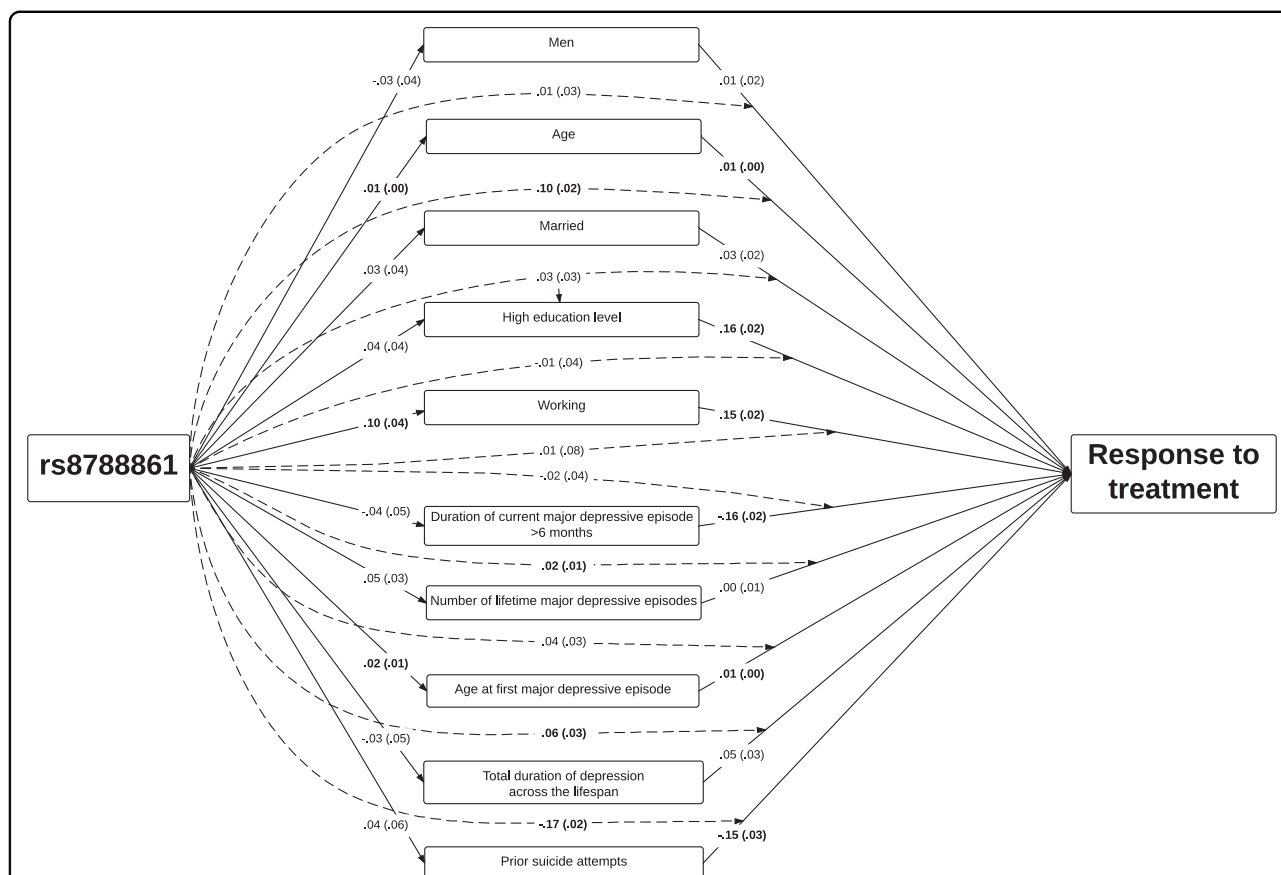 Men
-.03 (.04)
.01 (.02)
.01 (.03)
Age
.01 (.00)
.01 (.00)
.10 (.02)
Married
.03 (.04)
.03 (.02)
.03 (.03)
High education level
.04 (.04)
.16 (.02)
-.01 (.04)
Working
.10 (.04)
.15 (.02)
.01 (.08)
rs8788861
Response to
treatment
-.02 (.04)
-.04 (.05)
Duration of current major depressive episode
>6 months
-.16 (.02)
.02 (.01)
.05 (.03)
Number of lifetime major depressive episodes
.00 (.01)
.04 (.03)
.02 (.01)
Age at first major depressive episode
.01 (.00)
.06 (.03)
-.03 (.05)
.05 (.03)
Total duration of depression
across the lifespan
.04 (.06)
-.17 (.02)
-.15 (.03)
Prior suicide attempts